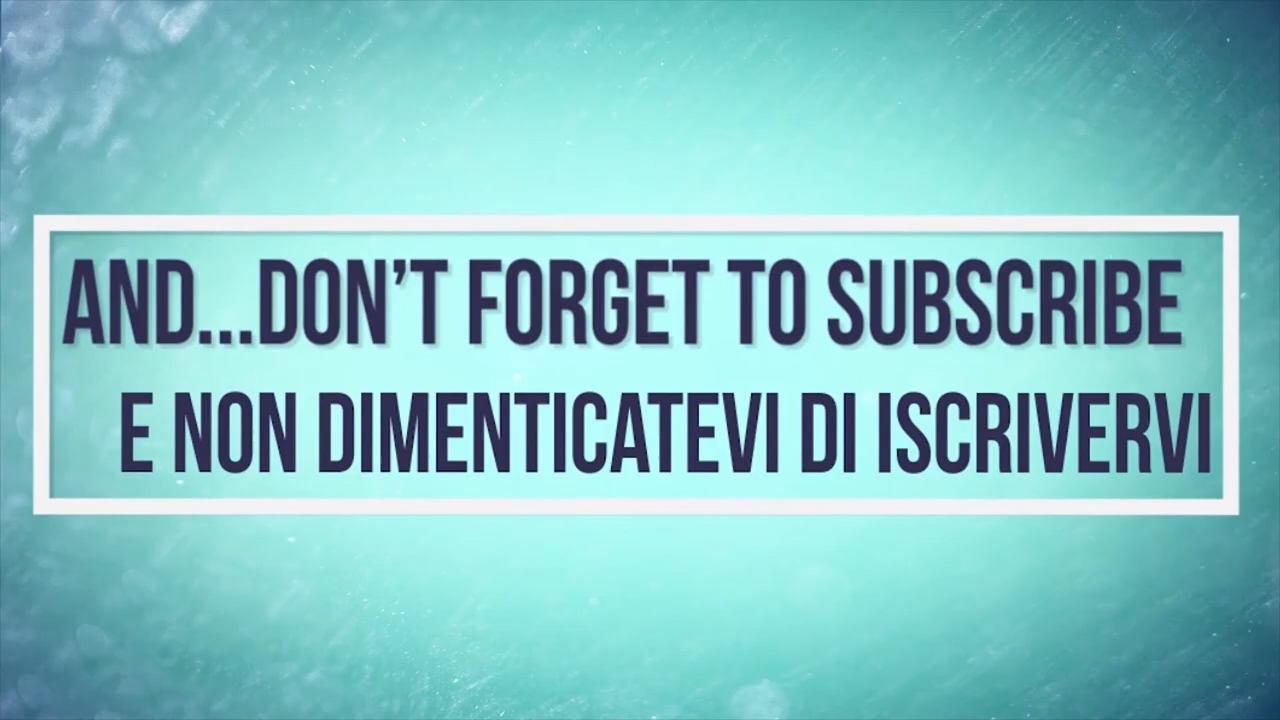 AND...DON’T FORGET TO SUBSCRIBE
E NON DIMENTICATEVI DI ISCRIVERVI